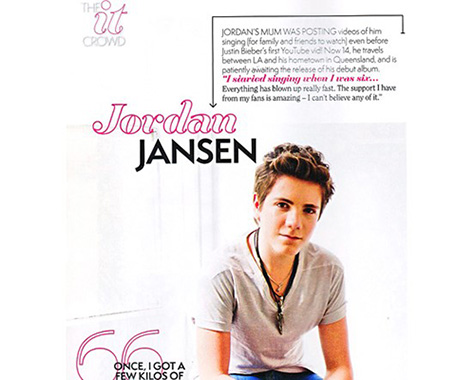 THE
it
CROWD
JORDAN'S MUM WAS POSTING videos of him
singing (for family and friends to watch) even before
Justin Bieber's first YouTube vid! Now 14, he travels
between LA and his hometown in Queensland, and is
patiently awaiting the release of his debut album.
"I started singing when I was six...
Everything has blown up really fast. The support I have
from my fans is amazing – I can't believe any of it."
Jordan
JANSEN
66
ONCE, I GOT A
FEW KILOS OF